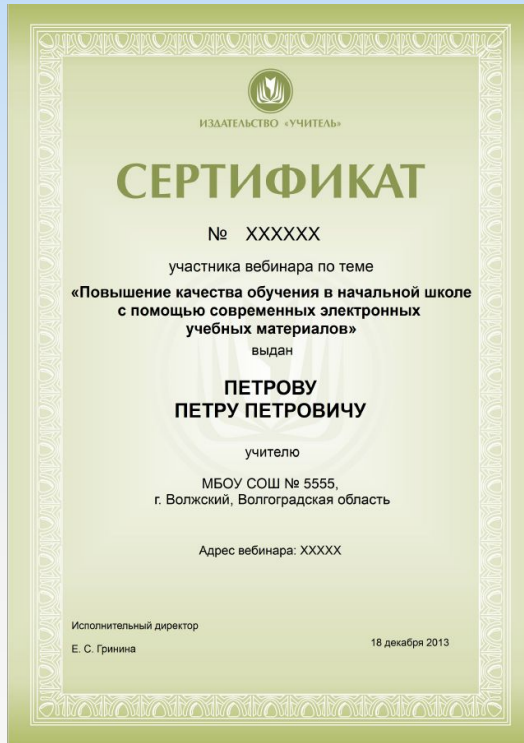 ИЗДАТЕЛЬСТВО «УЧИТЕЛЬ»
СЕРТИФИКАТ
№ XXXXXX
участника вебинара по теме
«Повышение качества обучения в начальной школе
с помощью современных электронных
учебных материалов»
выдан
ПЕТРОВУ
ПЕТРУ ПЕТРОВИЧУ
учителю
МБОУ СОШ № 5555,
г. Волжский, Волгоградская область
Адрес вебинара: XXXXX
Исполнительный директор
Е. С. Гринина
18 декабря 2013